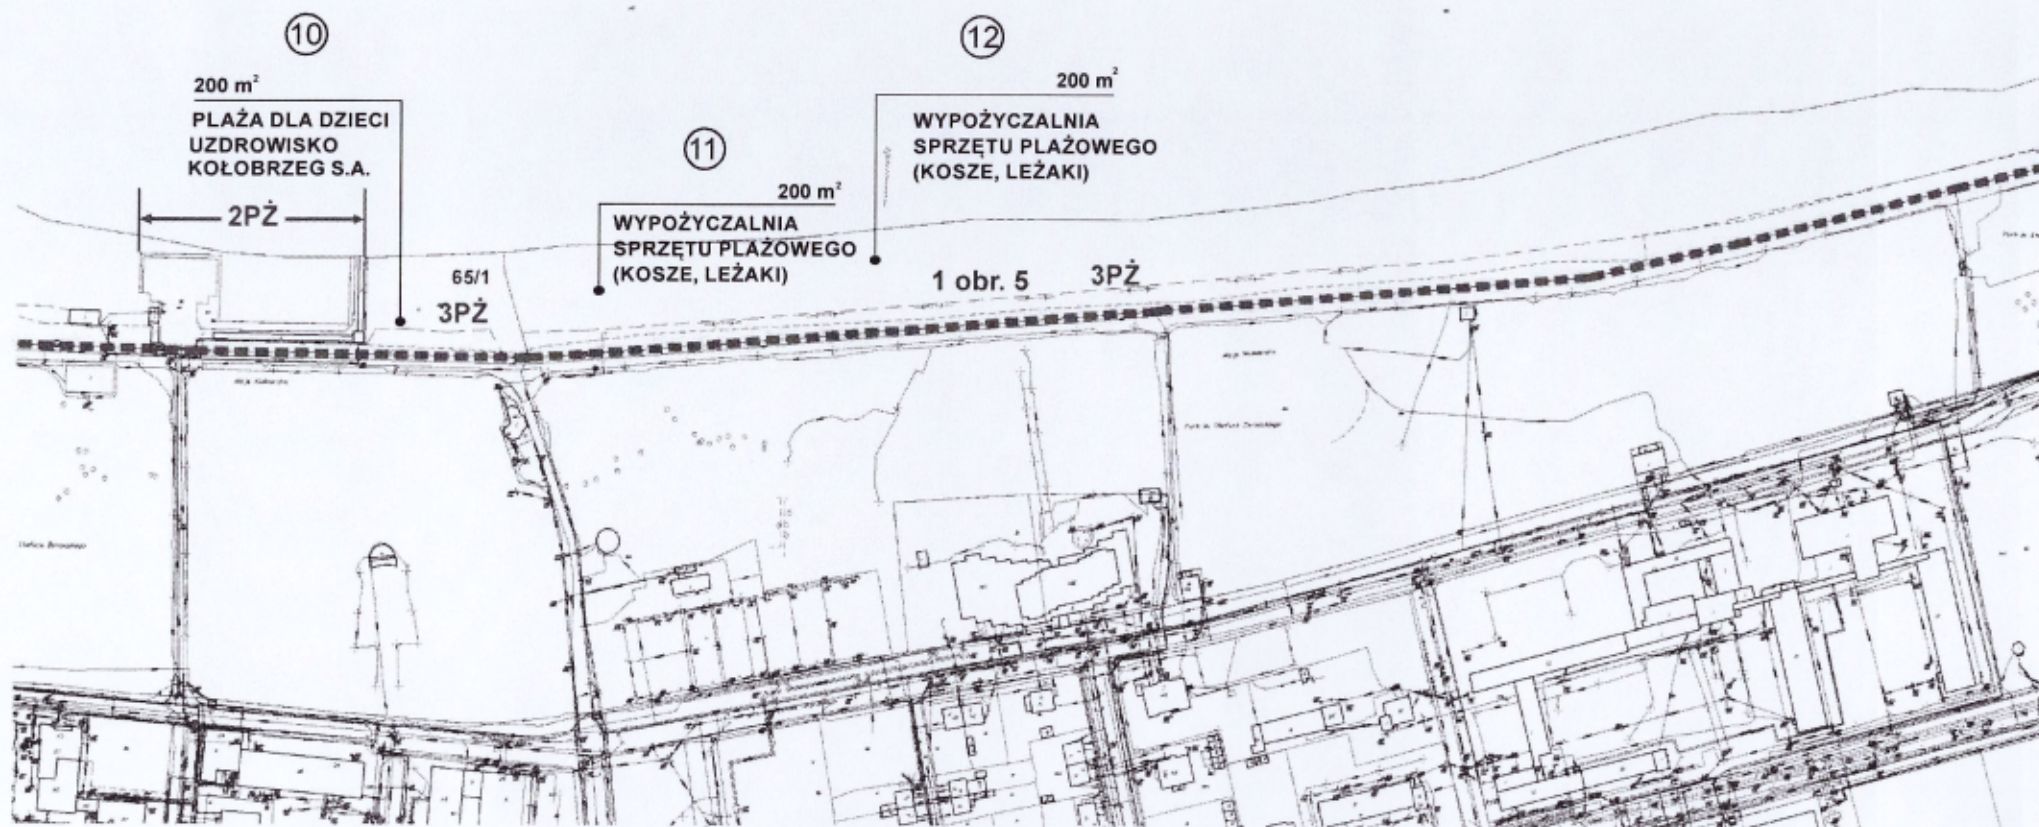 10
200 m²
PLAŻA DLA DZIECI
UZDROWISKO
KOŁOBRZEG S.A.
2PŻ
65/1
3PŻ
11
200 m²
WYPOŻYCZALNIA
SPRZĘTU PLAŻOWEGO
(KOSZE, LEŻAKI)
12
200 m²
WYPOŻYCZALNIA
SPRZĘTU PLAŻOWEGO
(KOSZE, LEŻAKI)
1 obr. 5
3PŻ